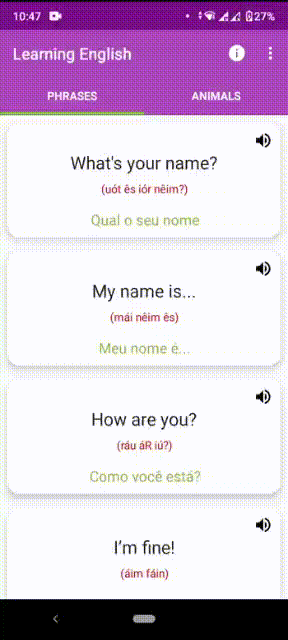 10:47 27%
Learning English
PHRASES ANIMALS
What's your name?
(uót ês iór nêim?)
Qual o seu nome
My name is...
(mái nêim ês)
Meu nome é...
How are you?
(ráu áR iú?)
Como você está?
I'm fine!
(áim fáin)